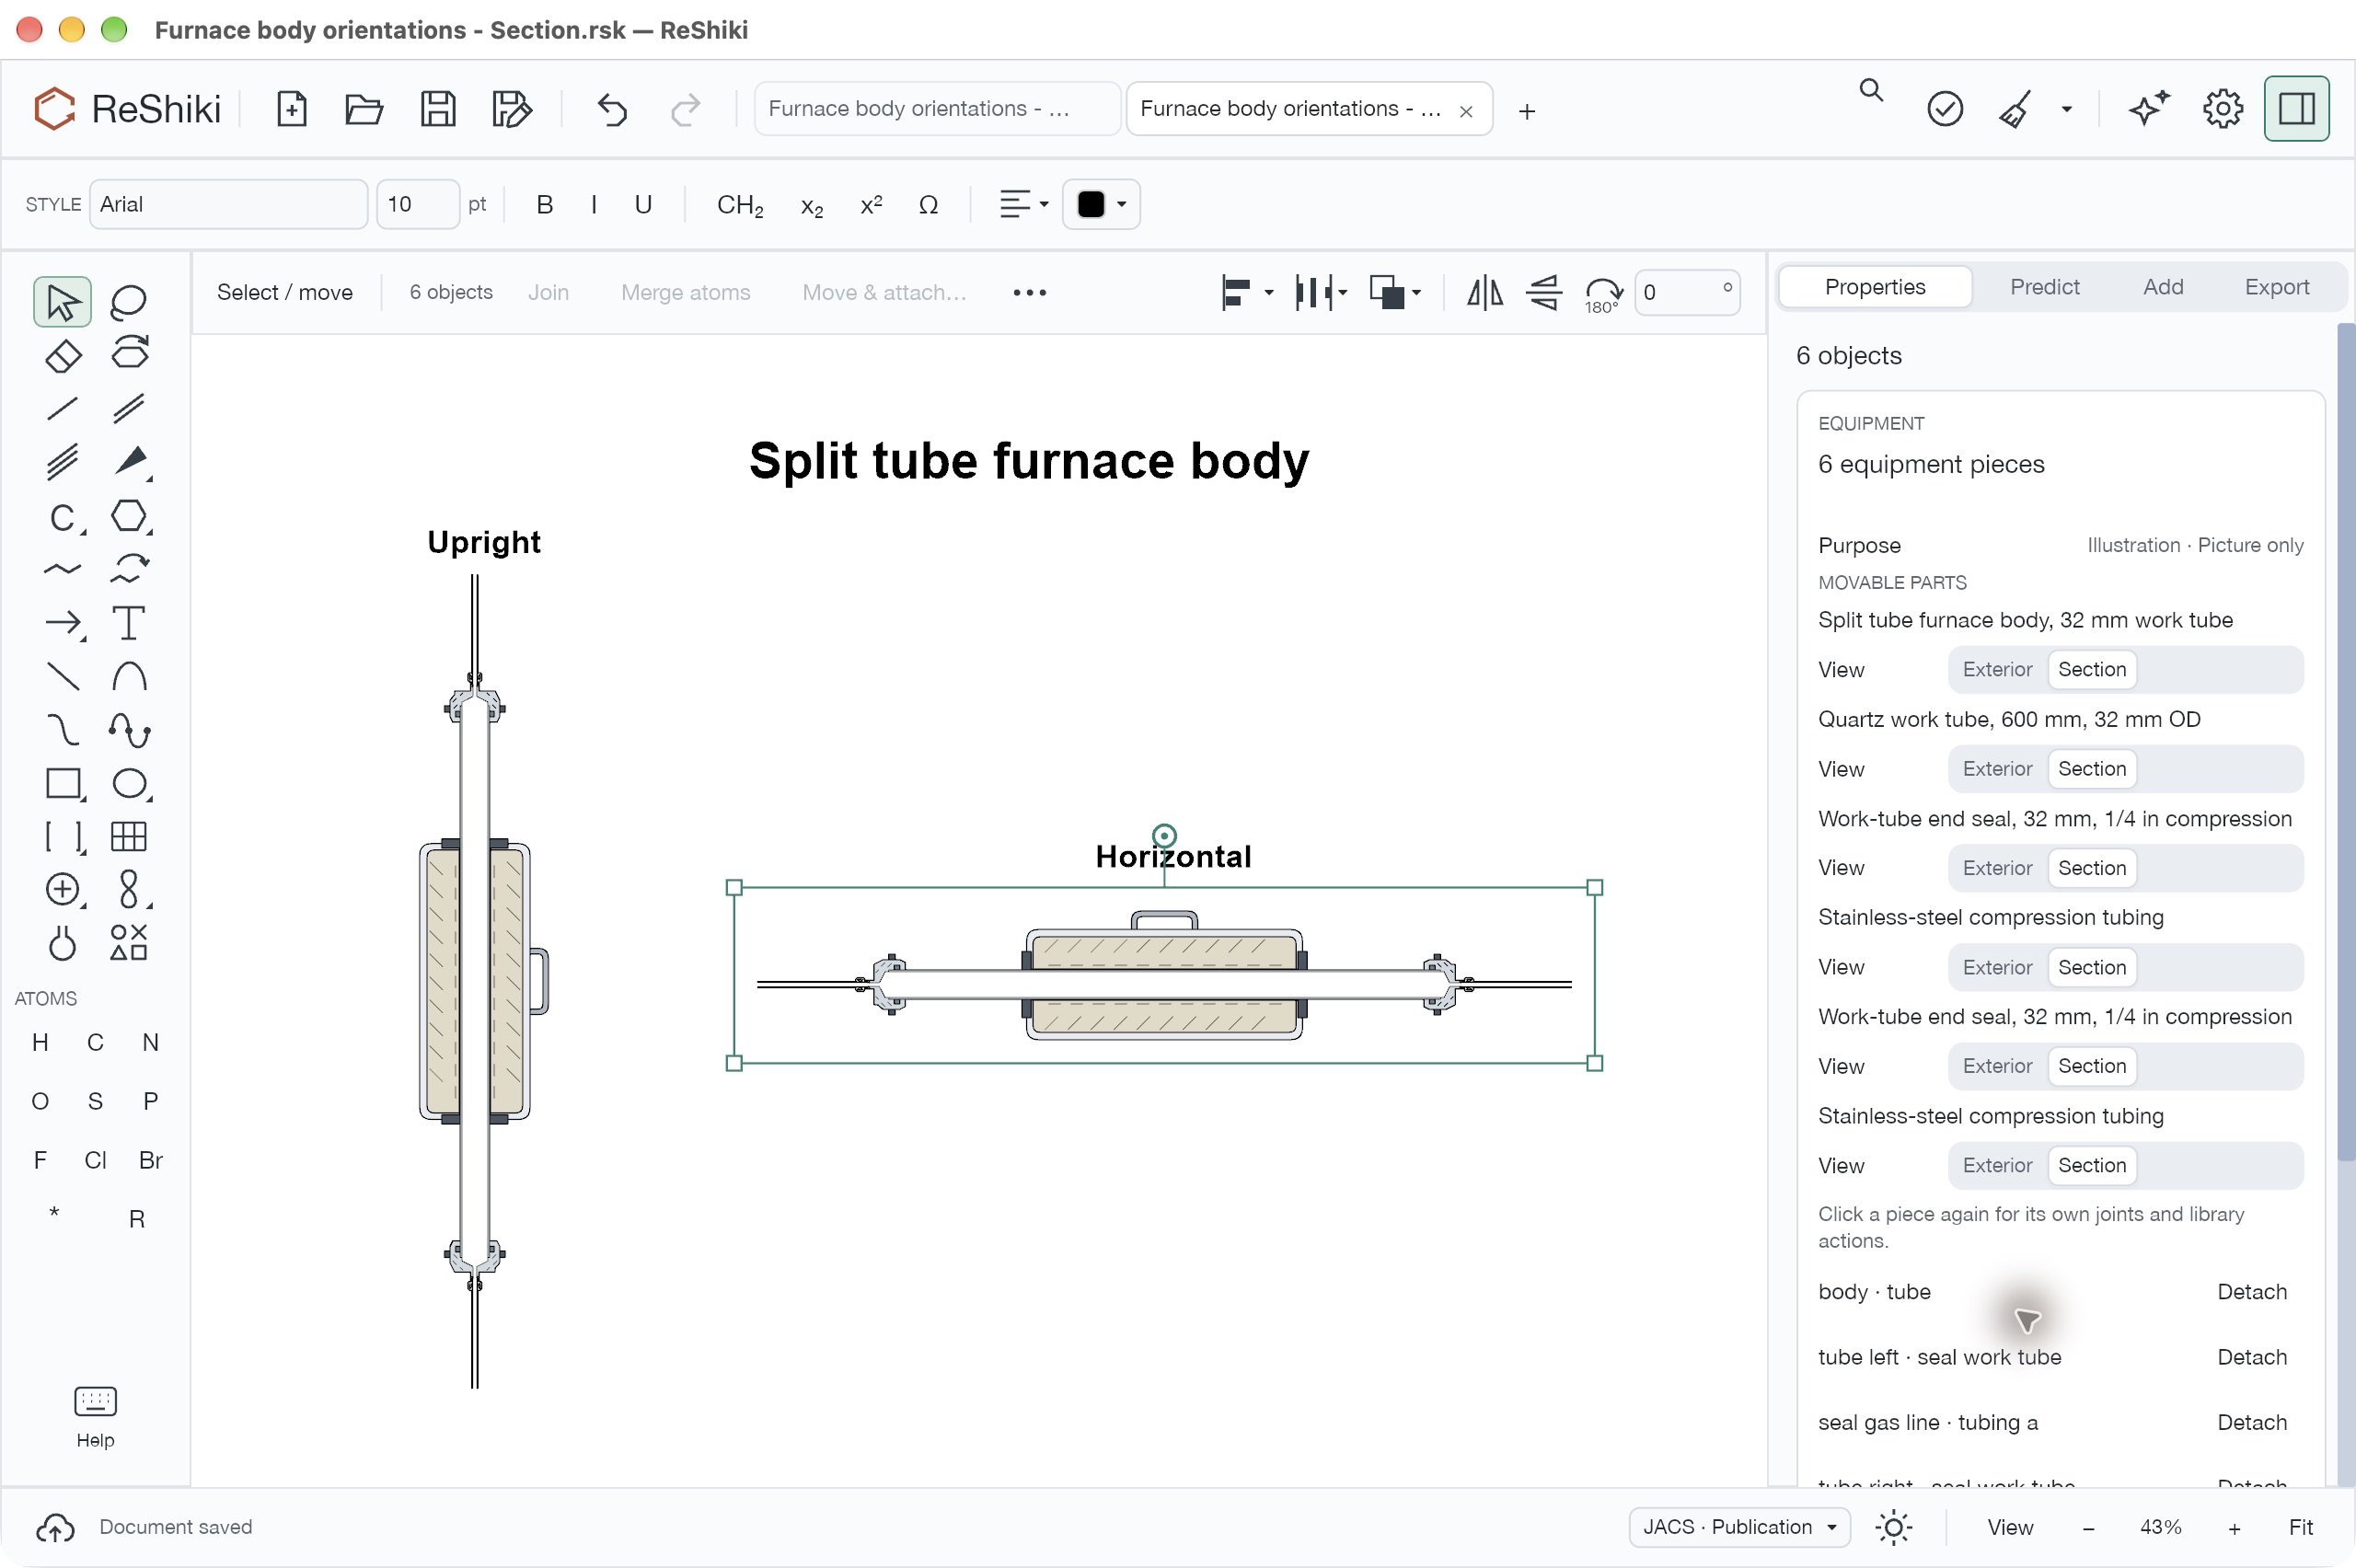 Furnace body orientations - Section.rsk — ReShiki
ReShiki
Furnace body orientations - ...
Furnace body orientations - ...
STYLE
Arial
10
pt
B
I
U
CH₂
x₂
x²
Ω
Select / move
6 objects
Join
Merge atoms
Move & attach...
180°
0
°
Properties
Predict
Add
Export
C
T
ATOMS
H C N
O S P
F Cl Br
* R
Help
Split tube furnace body
Upright
Horizontal
6 objects
EQUIPMENT
6 equipment pieces
Purpose
Illustration · Picture only
MOVABLE PARTS
Split tube furnace body, 32 mm work tube
View Exterior Section
Quartz work tube, 600 mm, 32 mm OD
View Exterior Section
Work-tube end seal, 32 mm, 1/4 in compression
View Exterior Section
Stainless-steel compression tubing
View Exterior Section
Work-tube end seal, 32 mm, 1/4 in compression
View Exterior Section
Stainless-steel compression tubing
View Exterior Section
Click a piece again for its own joints and library
actions.
body · tube Detach
tube left · seal work tube Detach
seal gas line · tubing a Detach
tube right · seal work tube Detach
Document saved
JACS · Publication
View
−
43%
+
Fit